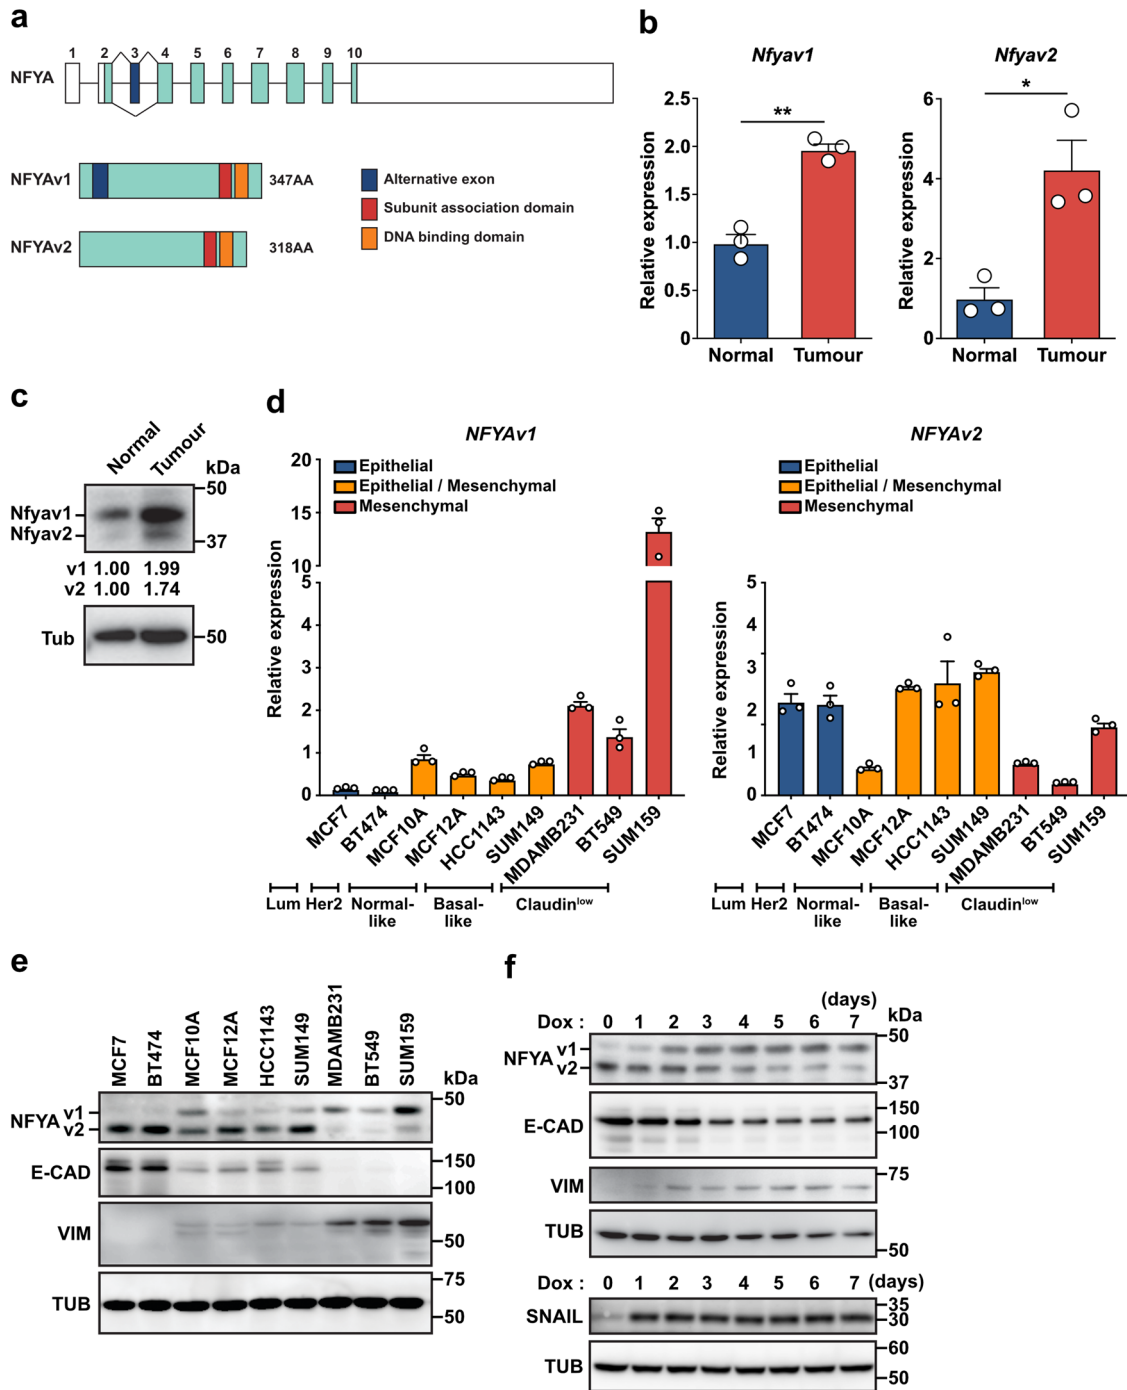 a
1 2 3 4 5 6 7 8 9 10
NFYA
NFYAv1
347AA
NFYAv2
318AA
Alternative exon
Subunit association domain
DNA binding domain
b
Nfyav1
Relative expression
2.5
2.0
1.5
1.0
0.5
0
**
Normal Tumour
Nfyav2
Relative expression
6
4
2
0
*
Normal Tumour
c
Normal Tumour
kDa
50
Nfyav1
Nfyav2
37
v1 1.00 1.99
v2 1.00 1.74
Tub
50
d
NFYAv1
Epithelial
Epithelial / Mesenchymal
Mesenchymal
Relative expression
20
15
10
5
4
3
2
1
0
MCF7 BT474 MCF10A MCF12A HCC1143 SUM149 MDAMB231 BT549 SUM159
Lum Her2 Normal-like Basal-like Claudinlow
NFYAv2
Epithelial
Epithelial / Mesenchymal
Mesenchymal
Relative expression
5
4
3
2
1
0
MCF7 BT474 MCF10A MCF12A HCC1143 SUM149 MDAMB231 BT549 SUM159
Lum Her2 Normal-like Basal-like Claudinlow
e
MCF7 BT474 MCF10A MCF12A HCC1143 SUM149 MDAMB231 BT549 SUM159
kDa
NFYA v1
v2
50
37
E-CAD
150
100
VIM
50
TUB
75
50
f
(days)
Dox : 0 1 2 3 4 5 6 7
kDa
NFYA v1
v2
50
37
E-CAD
150
100
VIM
75
TUB
50
Dox : 0 1 2 3 4 5 6 7 (days)
SNAIL
35
30
TUB
60
50